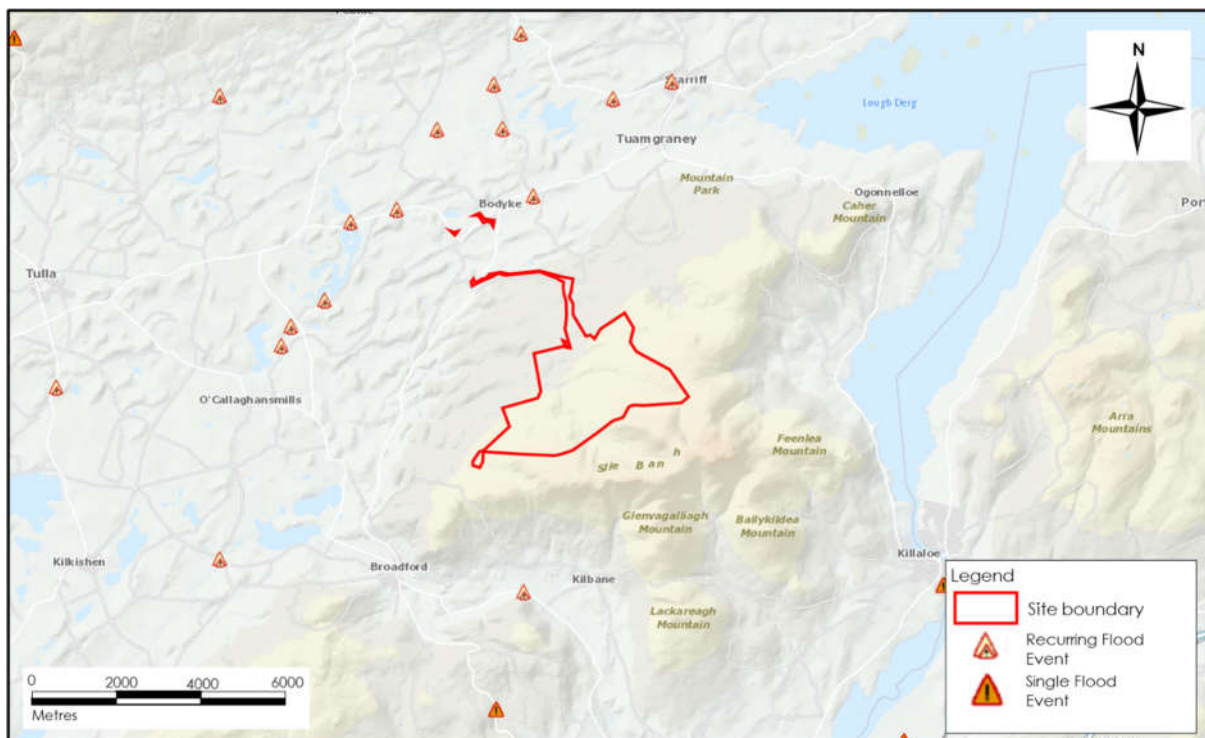 N
Lough Derg
Tuamgraney
Mountain
Park
Ogonnelloe
Caher
Mountain
Bodyke
Tulla
O'Callaghansmills
Arra
Mountains
Feenlea
Mountain
Slie Ban h
Glenvagalliagh
Mountain
Ballykildea
Mountain
Kilkishen
Broadford
Kilbane
Killaloe
Lackareagh
Mountain
Legend
Site boundary
Recurring Flood
Event
Single Flood
Event
0 2000 4000 6000
Metres